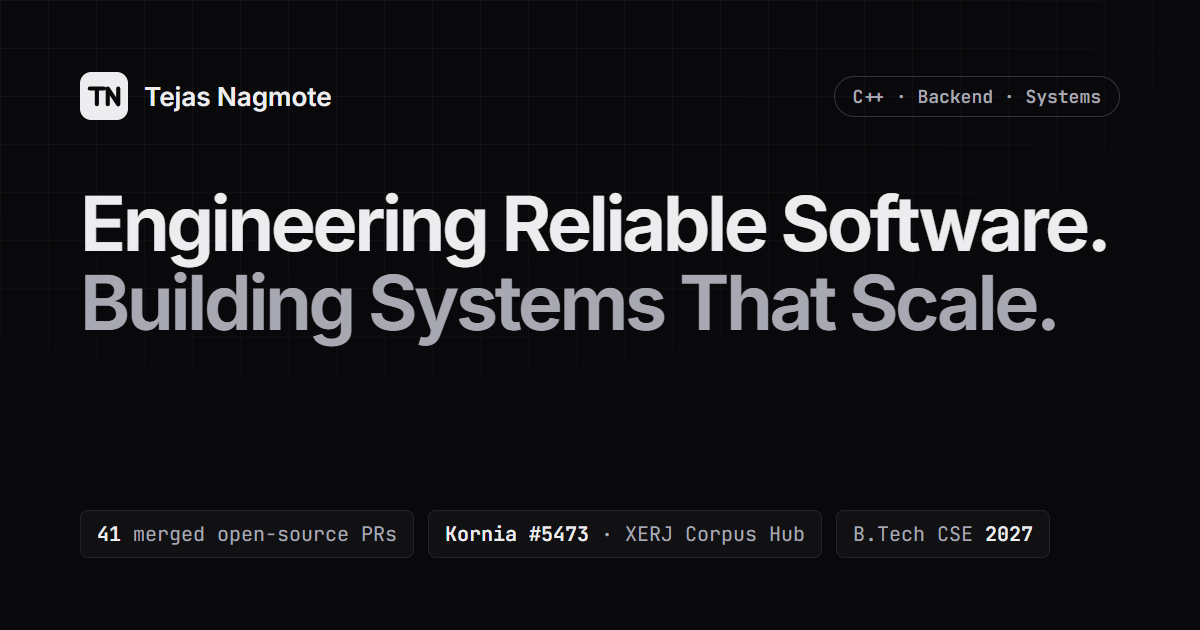 TN Tejas Nagmote
C++ · Backend · Systems
Engineering Reliable Software.
Building Systems That Scale.
41 merged open-source PRs
Kornia #5473 · XERJ Corpus Hub
B.Tech CSE 2027